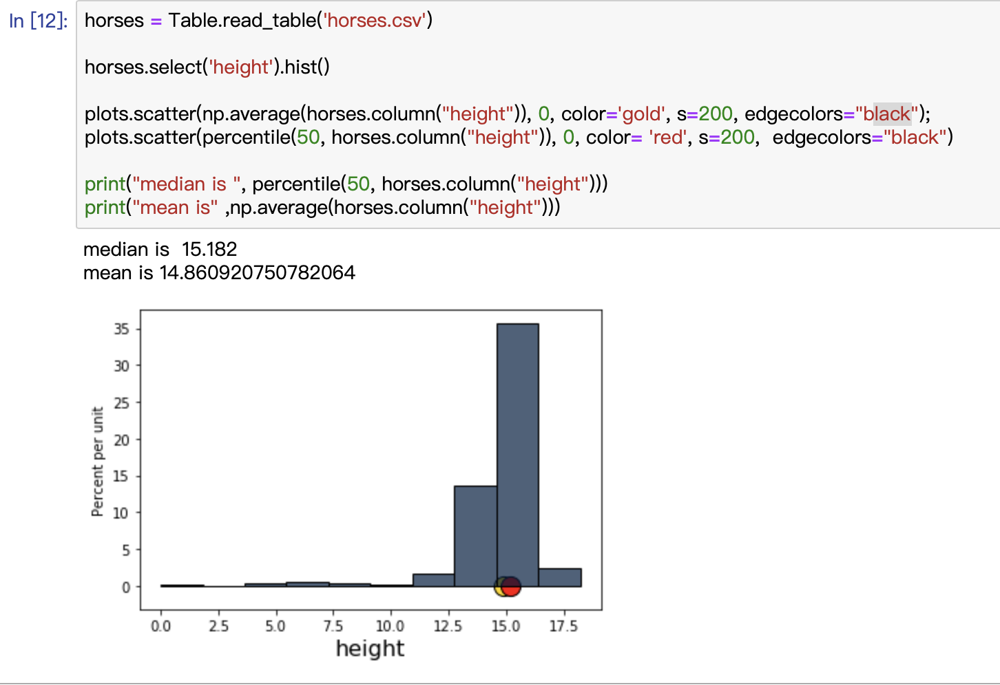 In [12]:
horses = Table.read_table('horses.csv')
horses.select('height').hist()
plots.scatter(np.average(horses.column("height")), 0, color='gold', s=200, edgecolors="black");
plots.scatter(percentile(50, horses.column("height")), 0, color= 'red', s=200,  edgecolors="black")
print("median is ", percentile(50, horses.column("height")))
print("mean is" ,np.average(horses.column("height")))
median is  15.182
mean is 14.860920750782064
35
30
25
20
15
10
5
0
Percent per unit
0.0 2.5 5.0 7.5 10.0 12.5 15.0 17.5
height